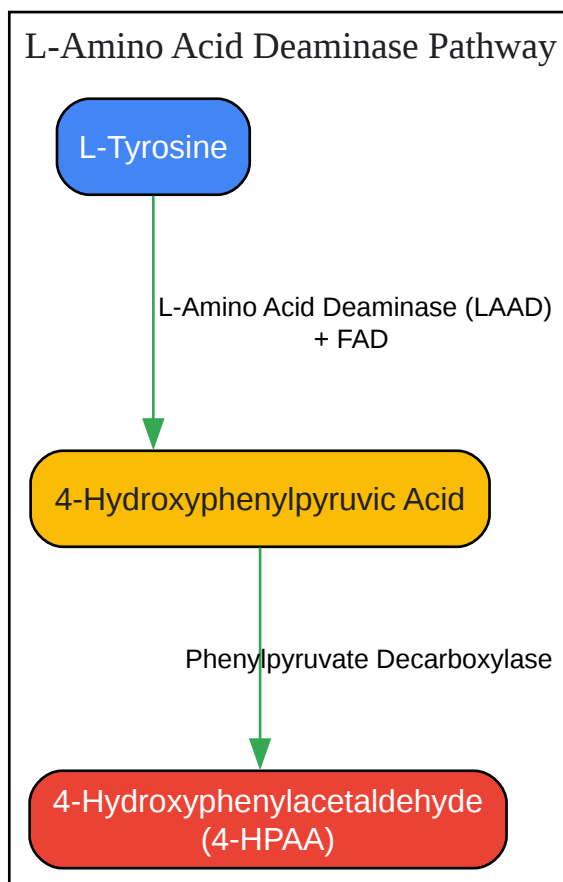 L-Amino Acid Deaminase Pathway
L-Tyrosine
L-Amino Acid Deaminase (LAAD)
+ FAD
4-Hydroxyphenylpyruvic Acid
Phenylpyruvate Decarboxylase
4-Hydroxyphenylacetaldehyde
(4-HPAA)